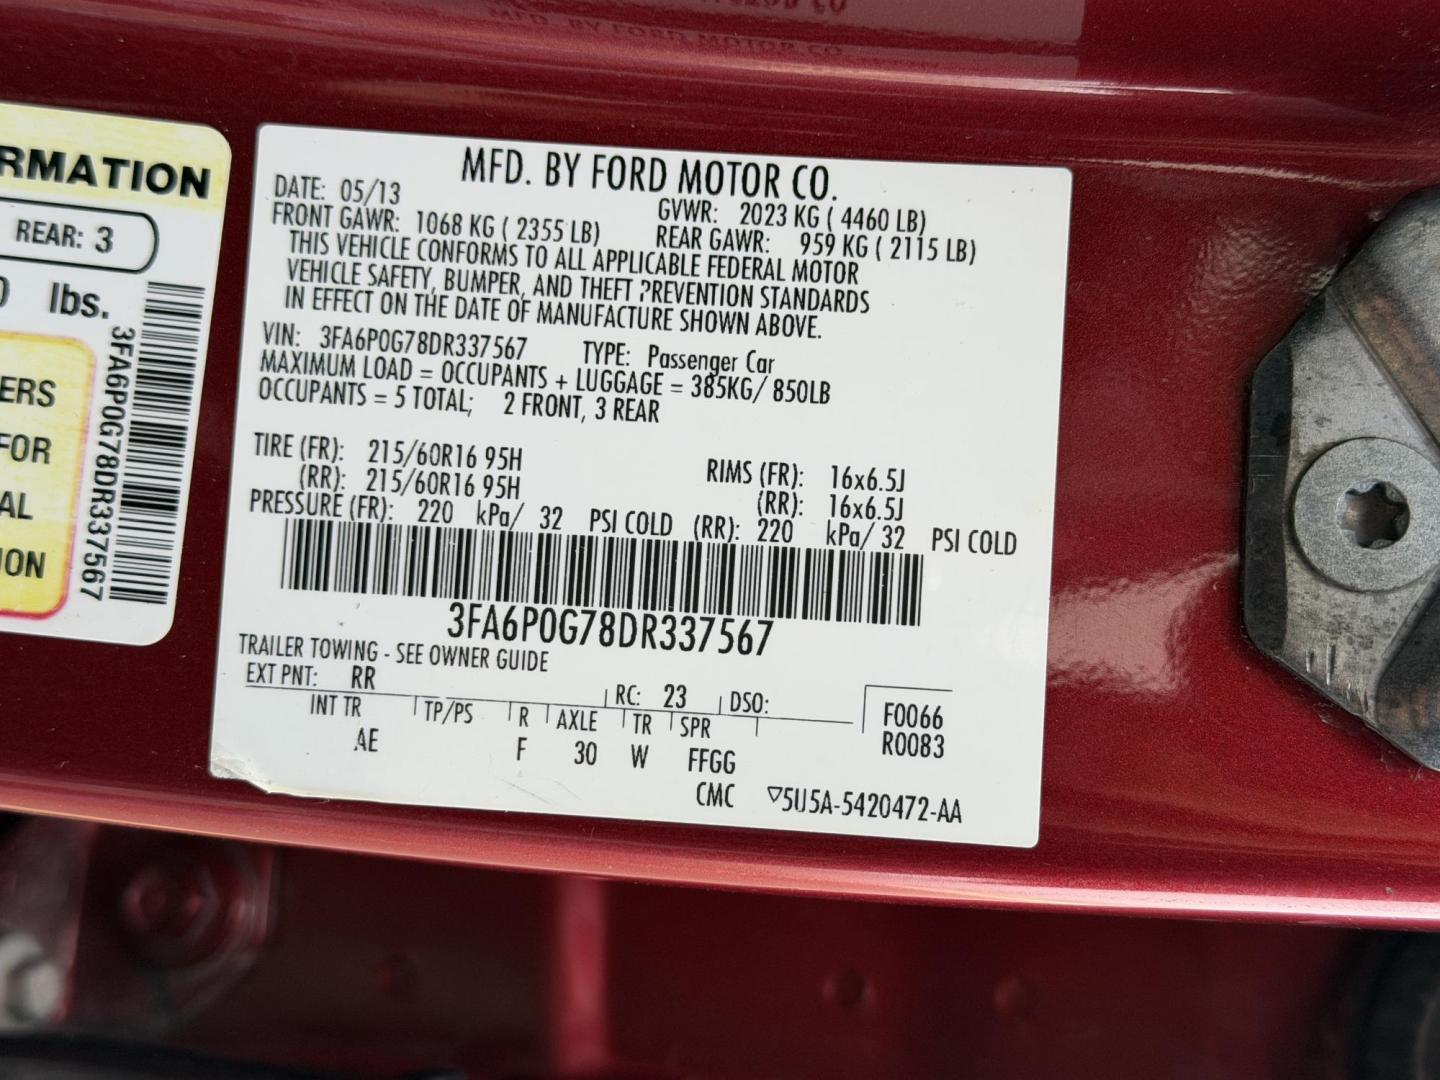 RMATION
REAR: 3
0 lbs.
ERS
FOR
AL
ION
3FA6P0G78DR337567
MFD. BY FORD MOTOR CO.
DATE: 05/13 GVWR: 2023 KG ( 4460 LB)
FRONT GAWR: 1068 KG ( 2355 LB) REAR GAWR: 959 KG ( 2115 LB)
THIS VEHICLE CONFORMS TO ALL APPLICABLE FEDERAL MOTOR
VEHICLE SAFETY, BUMPER, AND THEFT PREVENTION STANDARDS
IN EFFECT ON THE DATE OF MANUFACTURE SHOWN ABOVE.
VIN: 3FA6P0G78DR337567 TYPE: Passenger Car
MAXIMUM LOAD = OCCUPANTS + LUGGAGE = 385KG/ 850LB
OCCUPANTS = 5 TOTAL; 2 FRONT, 3 REAR
TIRE (FR): 215/60R16 95H RIMS (FR): 16x6.5J
(RR): 215/60R16 95H (RR): 16x6.5J
PRESSURE (FR): 220 kPa/ 32 PSI COLD (RR): 220 kPa/ 32 PSI COLD
3FA6P0G78DR337567
TRAILER TOWING - SEE OWNER GUIDE
EXT PNT: RR RC: 23 DSO:
INT TR TP/PS R AXLE TR SPR F0066
AE F 30 W FFGG R0083
CMC ▽5U5A-5420472-AA